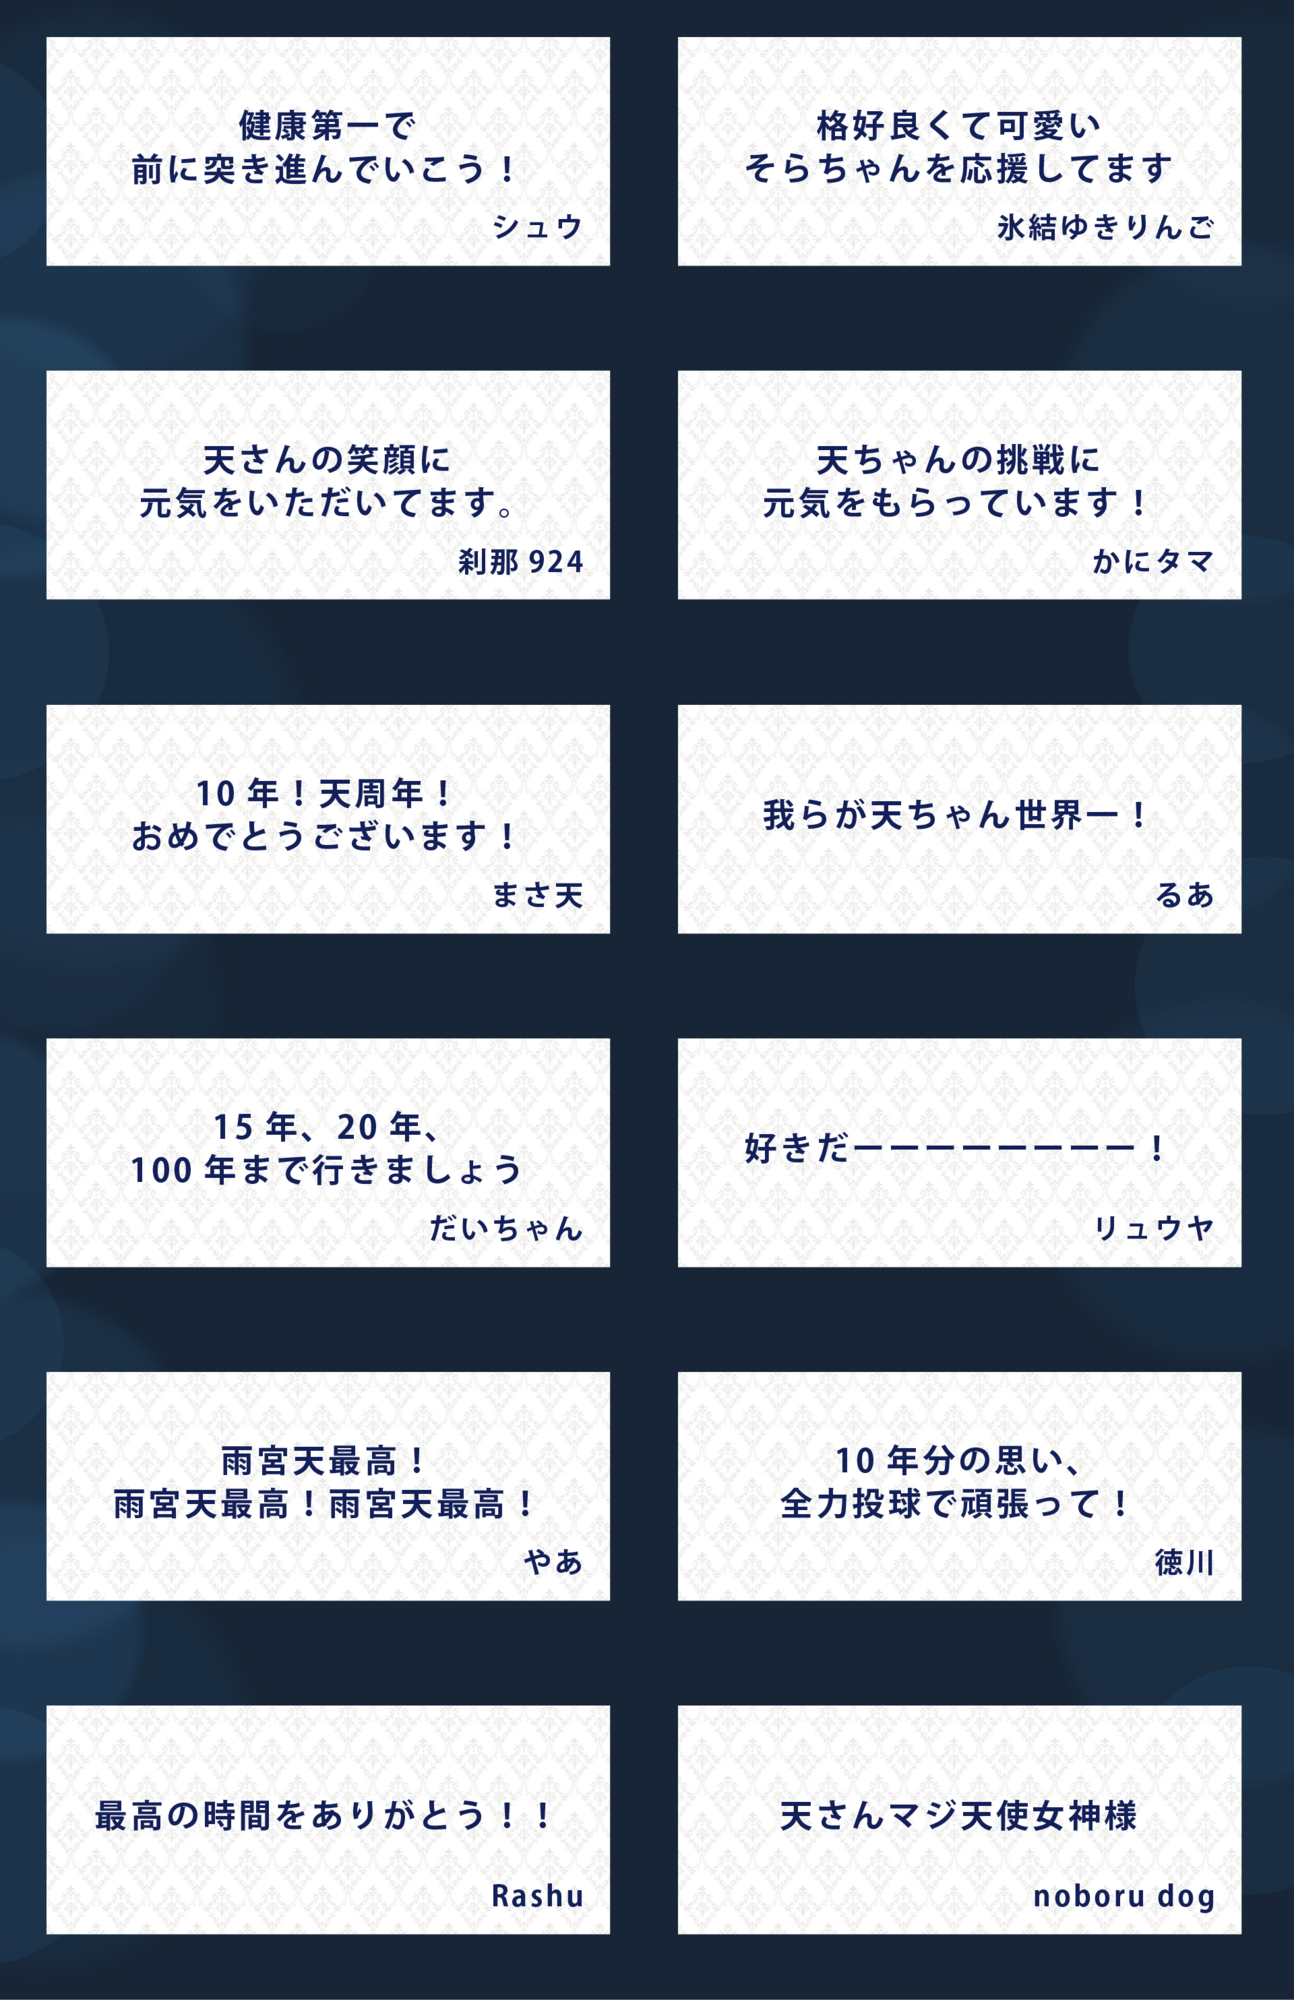 健康第一で
前に突き進んでいこう！
シュウ
格好良くて可愛い
そらちゃんを応援してます
氷結ゆきりんご
天さんの笑顔に
元気をいただいてます。
刹那 924
天ちゃんの挑戦に
元気をもらっています！
かにタマ
10 年！天周年！
おめでとうございます！
まさ天
我らが天ちゃん世界一！
るあ
15 年、20 年、
100 年まで行きましょう
だいちゃん
好きだーーーーーーーー！
リュウヤ
雨宮天最高！
雨宮天最高！雨宮天最高！
やあ
10 年分の思い、
全力投球で頑張って！
徳川
最高の時間をありがとう！！
Rashu
天さんマジ天使女神様
noboru dog